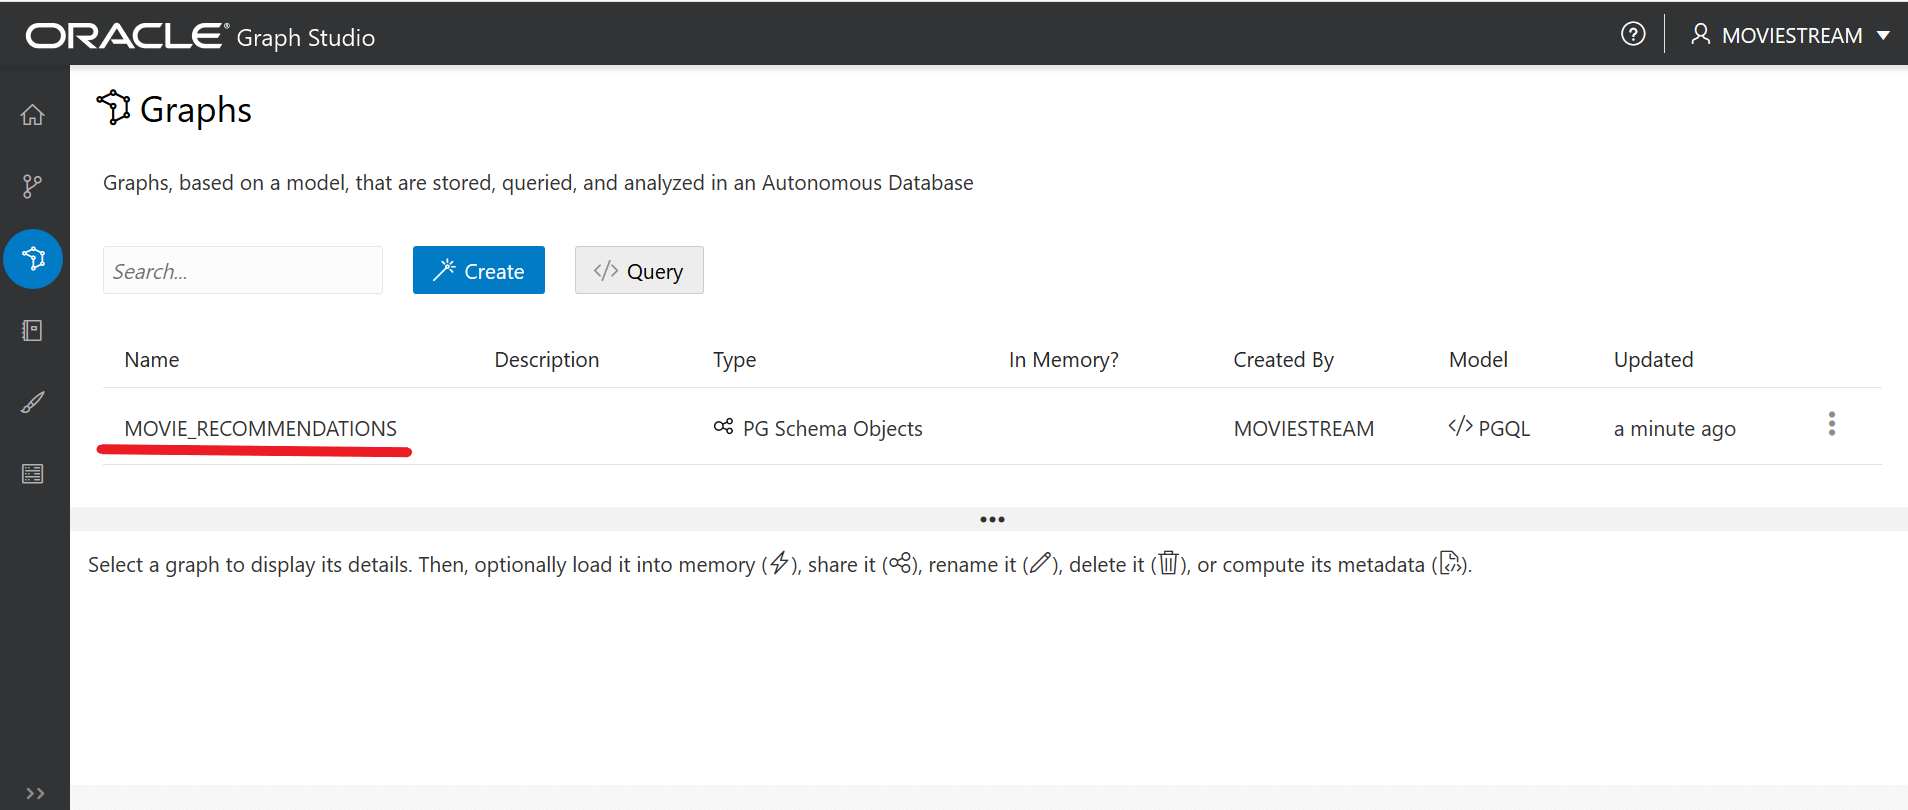 ORACLE® Graph Studio
MOVIESTREAM
Graphs
Graphs, based on a model, that are stored, queried, and analyzed in an Autonomous Database
Search...
Create
</> Query
Name Description Type In Memory? Created By Model Updated
MOVIE_RECOMMENDATIONS PG Schema Objects MOVIESTREAM </> PGQL a minute ago
Select a graph to display its details. Then, optionally load it into memory (), share it (), rename it (), delete it (), or compute its metadata ().